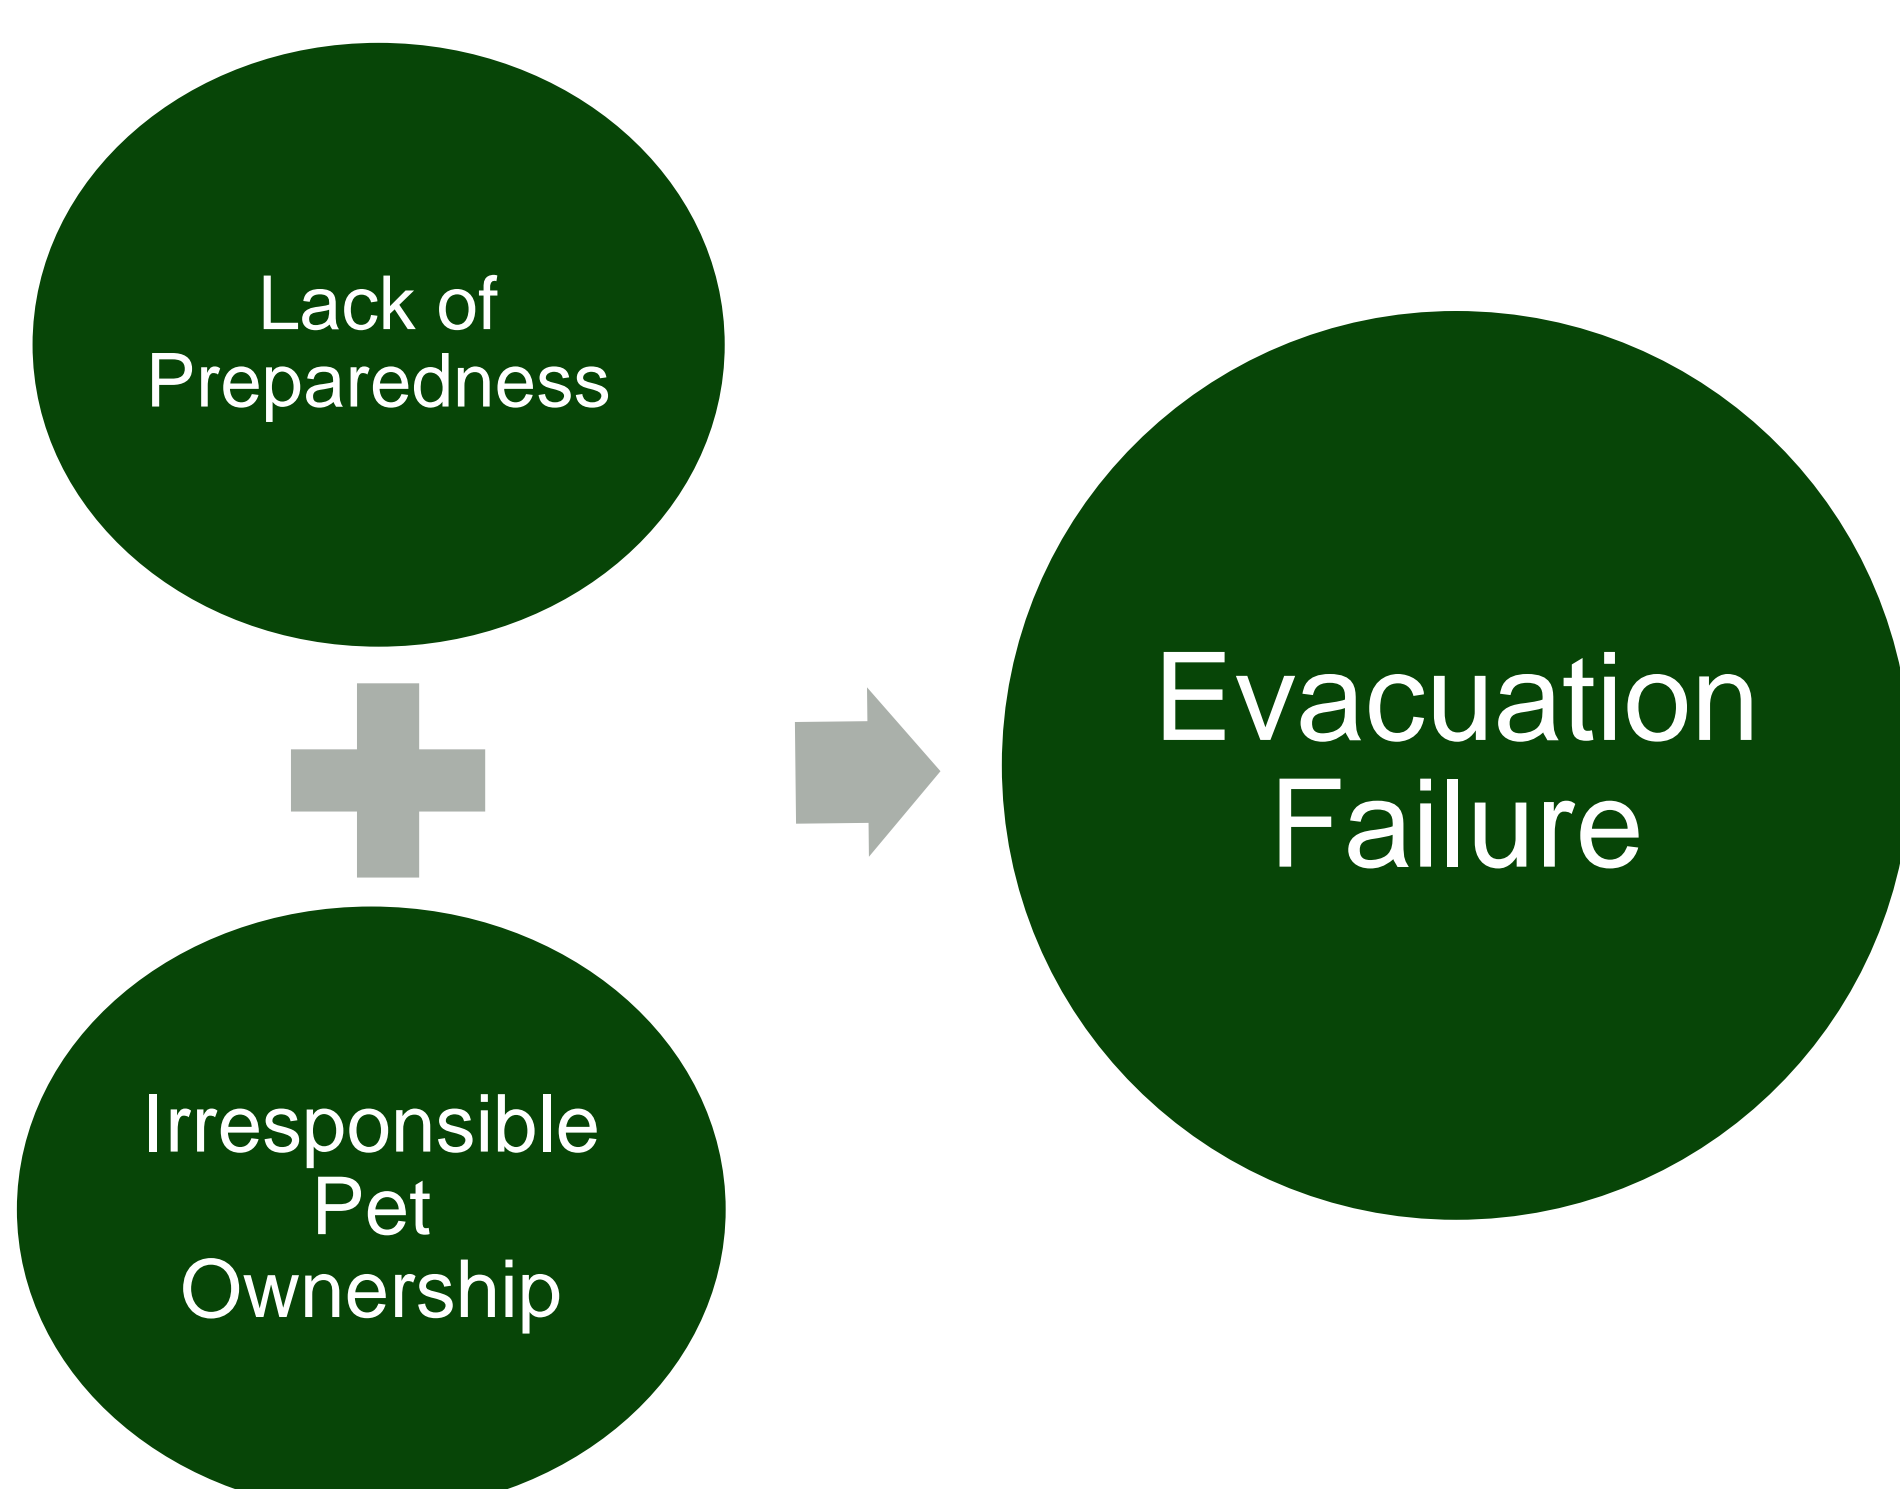 Lack of
Preparedness
Irresponsible
Pet
Ownership
Evacuation
Failure